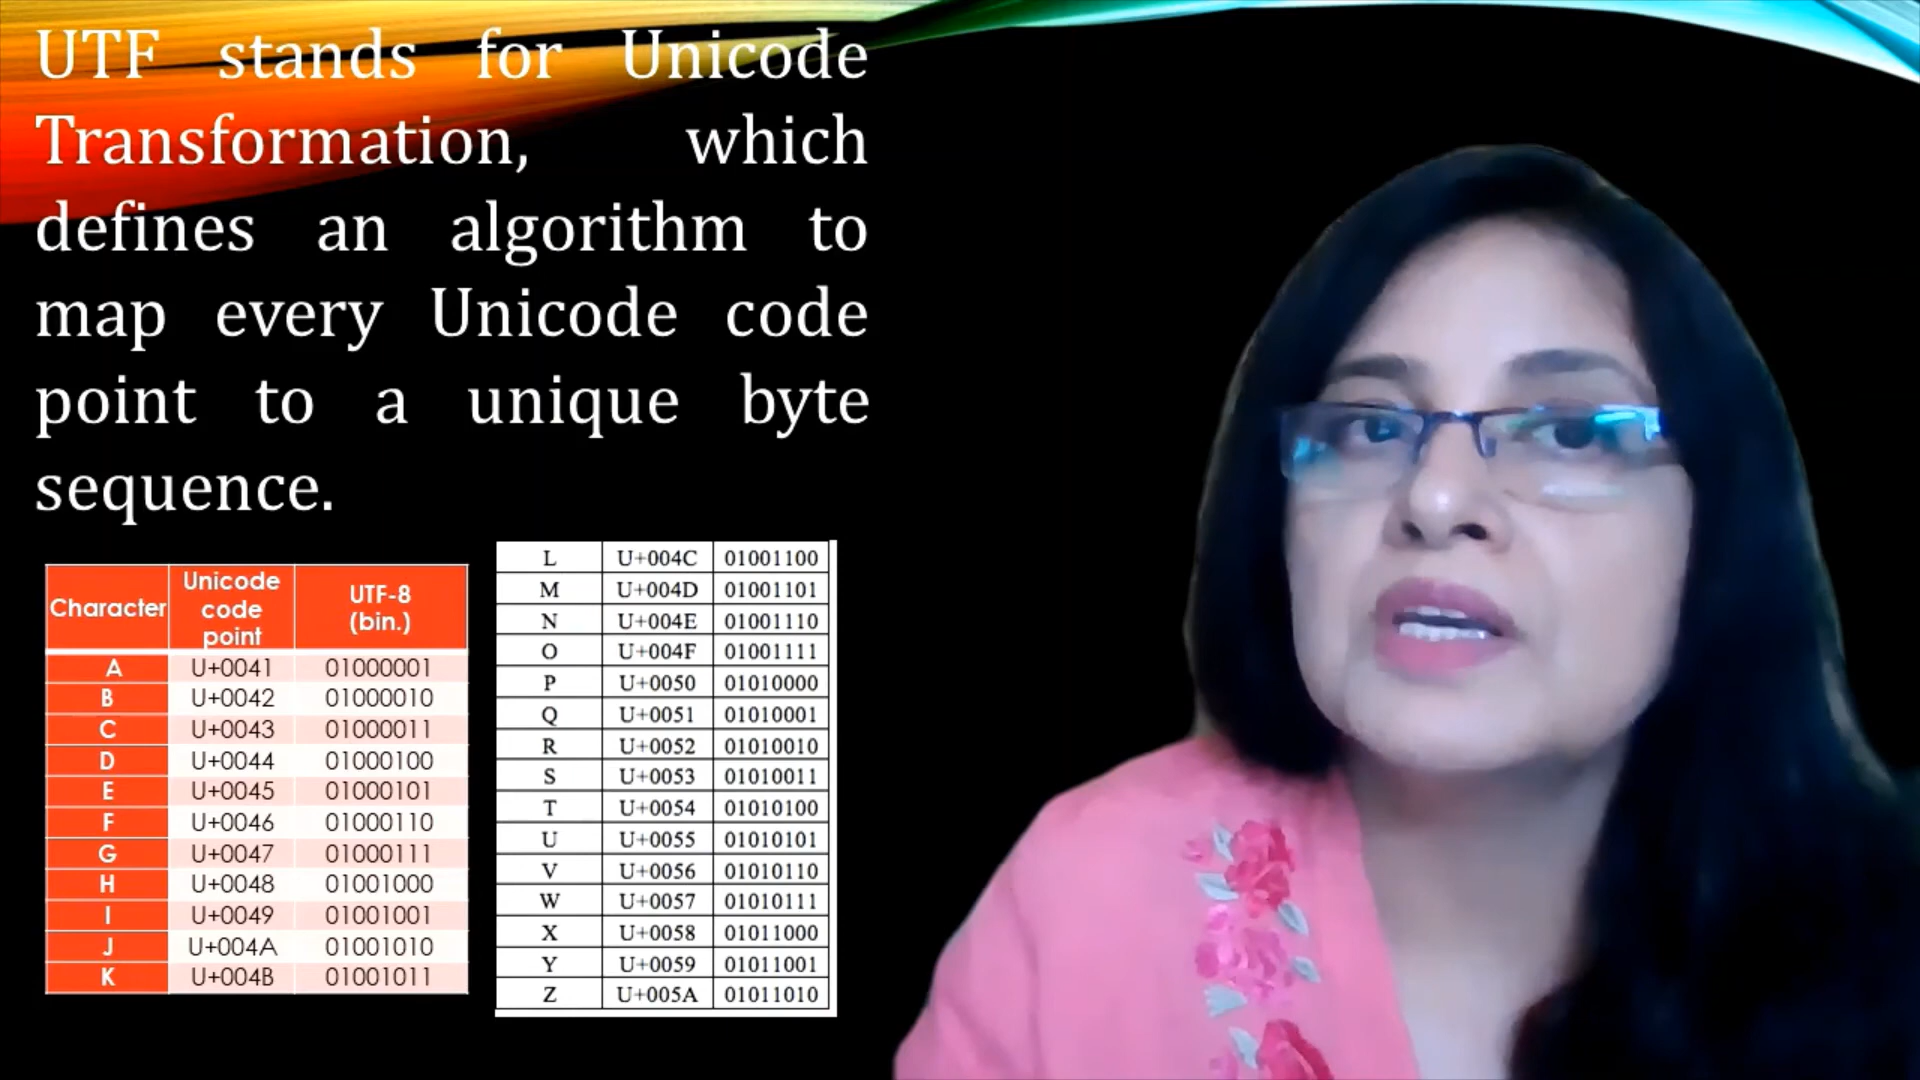 UTF stands for Unicode
Transformation, which
defines an algorithm to
map every Unicode code
point to a unique byte
sequence.
Character Unicode code point UTF-8 (bin.)
A U+0041 01000001
B U+0042 01000010
C U+0043 01000011
D U+0044 01000100
E U+0045 01000101
F U+0046 01000110
G U+0047 01000111
H U+0048 01001000
I U+0049 01001001
J U+004A 01001010
K U+004B 01001011
L U+004C 01001100
M U+004D 01001101
N U+004E 01001110
O U+004F 01001111
P U+0050 01010000
Q U+0051 01010001
R U+0052 01010010
S U+0053 01010011
T U+0054 01010100
U U+0055 01010101
V U+0056 01010110
W U+0057 01010111
X U+0058 01011000
Y U+0059 01011001
Z U+005A 01011010